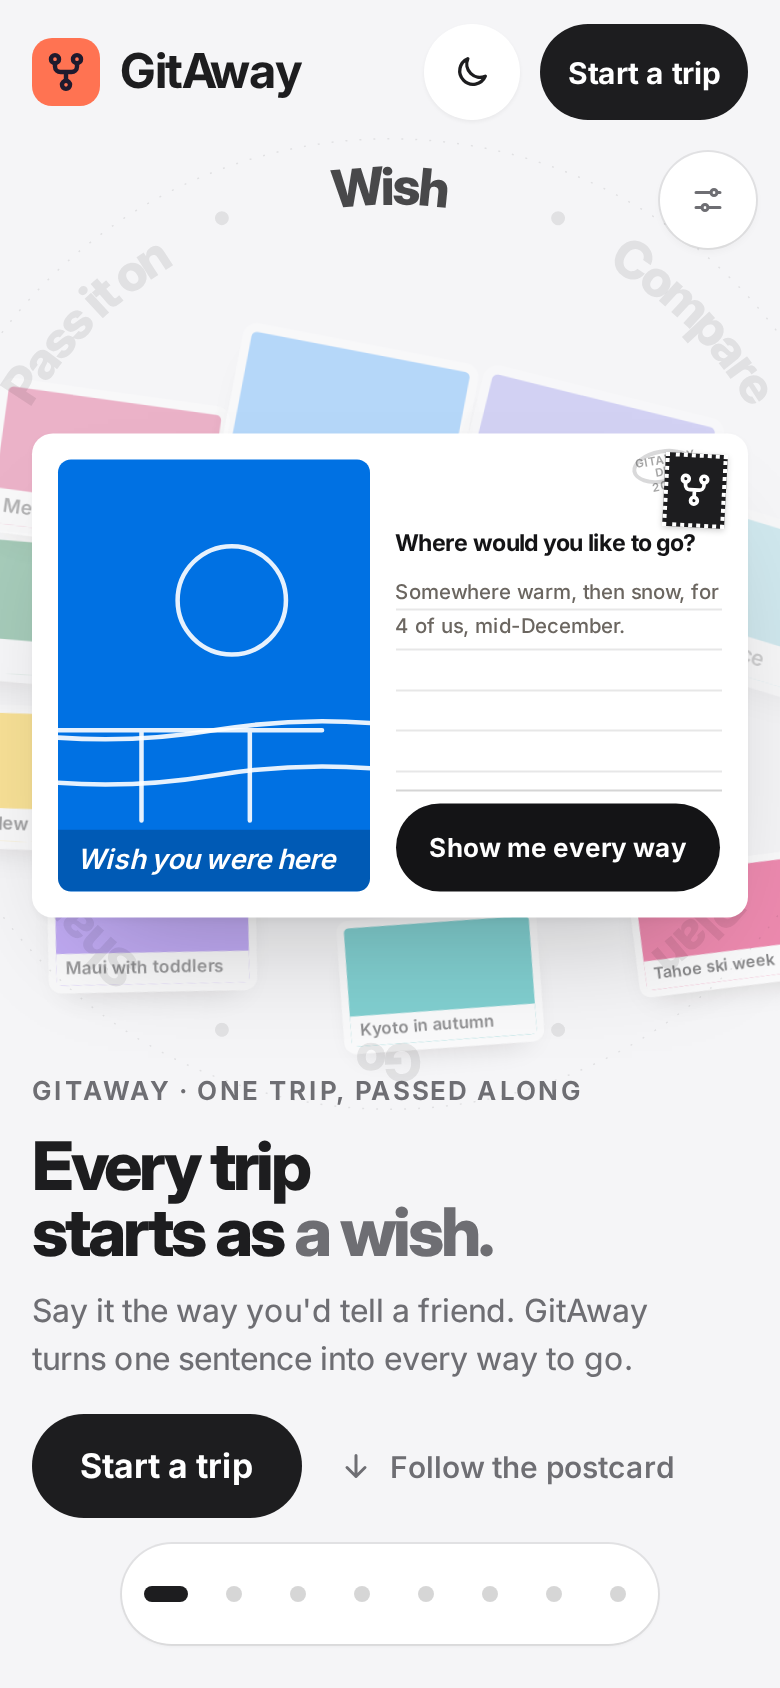 GitAway
Start a trip
Wish
Pass it on
Compare
Me
Where would you like to go?
Somewhere warm, then snow, for
4 of us, mid-December.
ce
Wish you were here
Show me every way
Maui with toddlers
Kyoto in autumn
Tahoe ski week
Go
GITAWAY · ONE TRIP, PASSED ALONG
Every trip
starts as a wish.
Say it the way you'd tell a friend. GitAway
turns one sentence into every way to go.
Start a trip
Follow the postcard